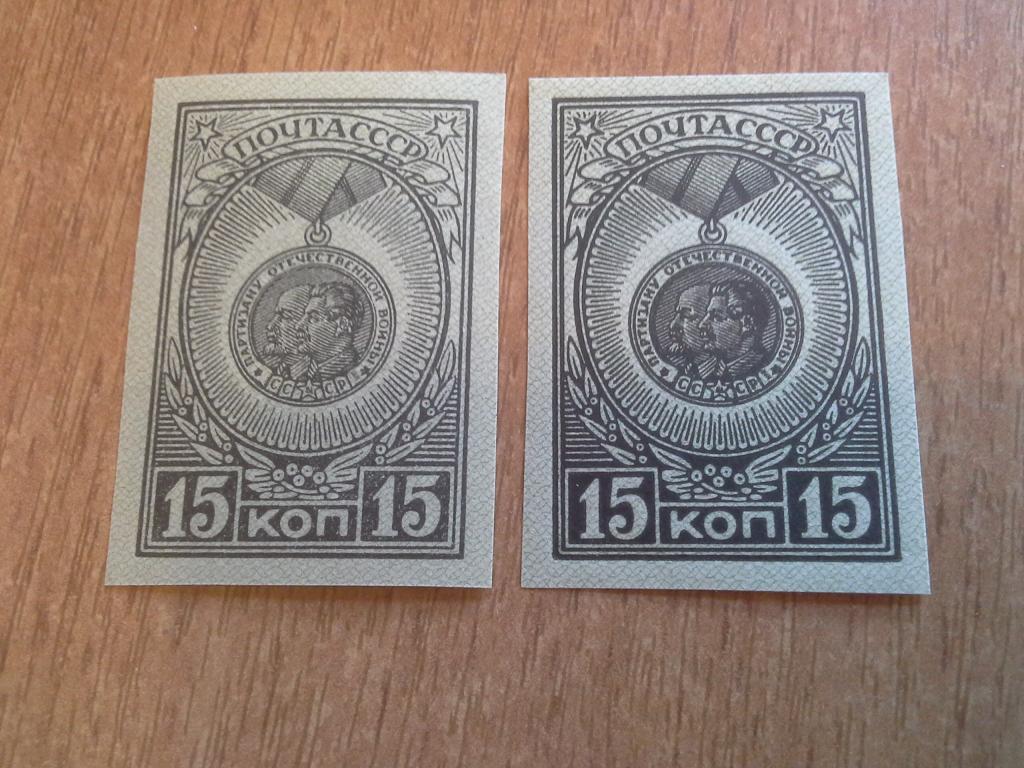 ПОЧТА СССР
ПАРТИЗАНУ ОТЕЧЕСТВЕННОЙ ВОЙНЫ
СССР
15 КОП 15
ПОЧТА СССР
ПАРТИЗАНУ ОТЕЧЕСТВЕННОЙ ВОЙНЫ
СССР
15 КОП 15